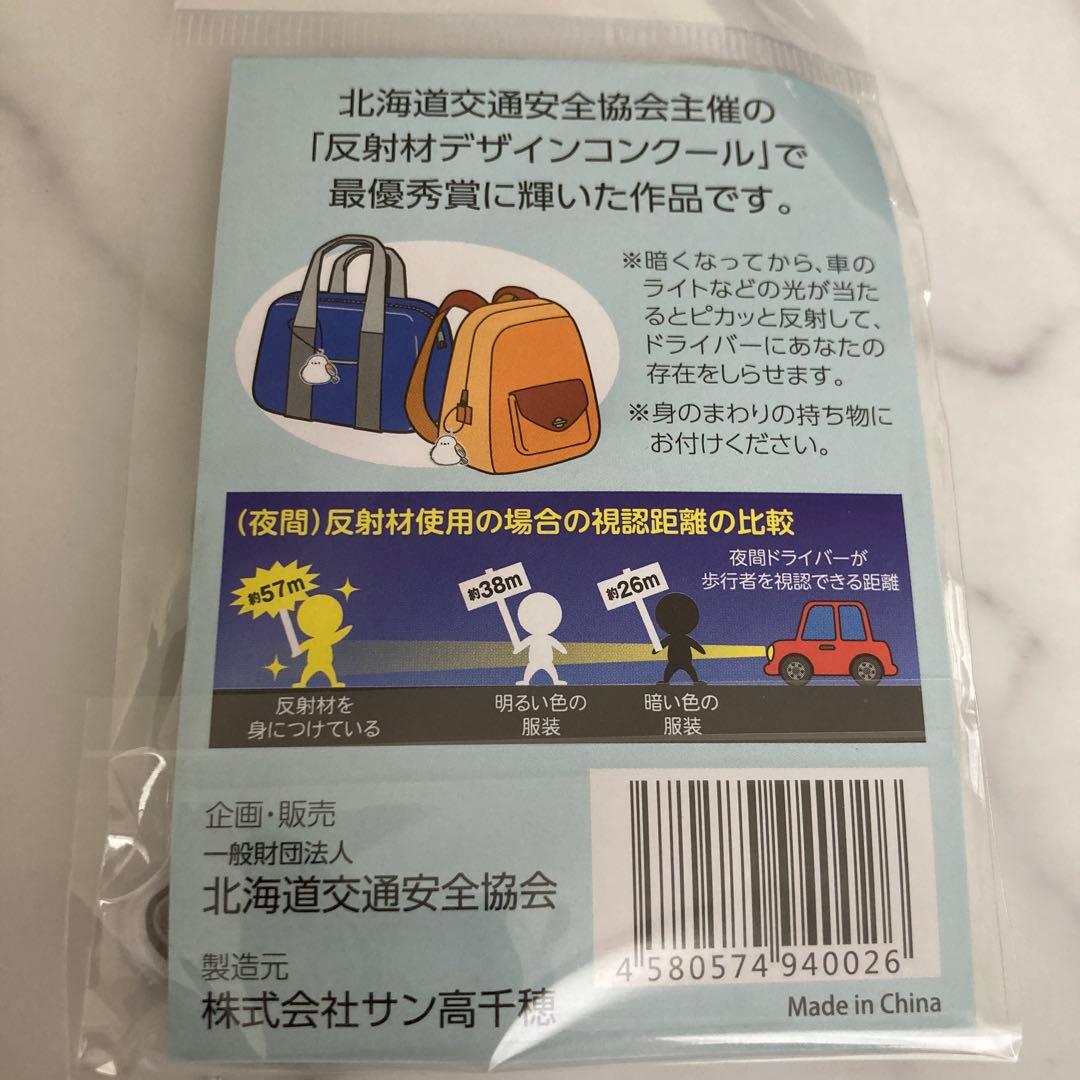 北海道交通安全協会主催の
「反射材デザインコンクール」で
最優秀賞に輝いた作品です。
※暗くなってから、車の
ライトなどの光が当た
るとピカッと反射して、
ドライバーにあなたの
存在をしらせます。
※身のまわりの持ち物に
お付けください。
（夜間）反射材使用の場合の視認距離の比較
夜間ドライバーが
歩行者を視認できる距離
約57m
約38m
約26m
反射材を
身につけている
明るい色の
服装
暗い色の
服装
企画・販売
一般財団法人
北海道交通安全協会
製造元
株式会社サン高千穂
4 580574 940026
Made in China